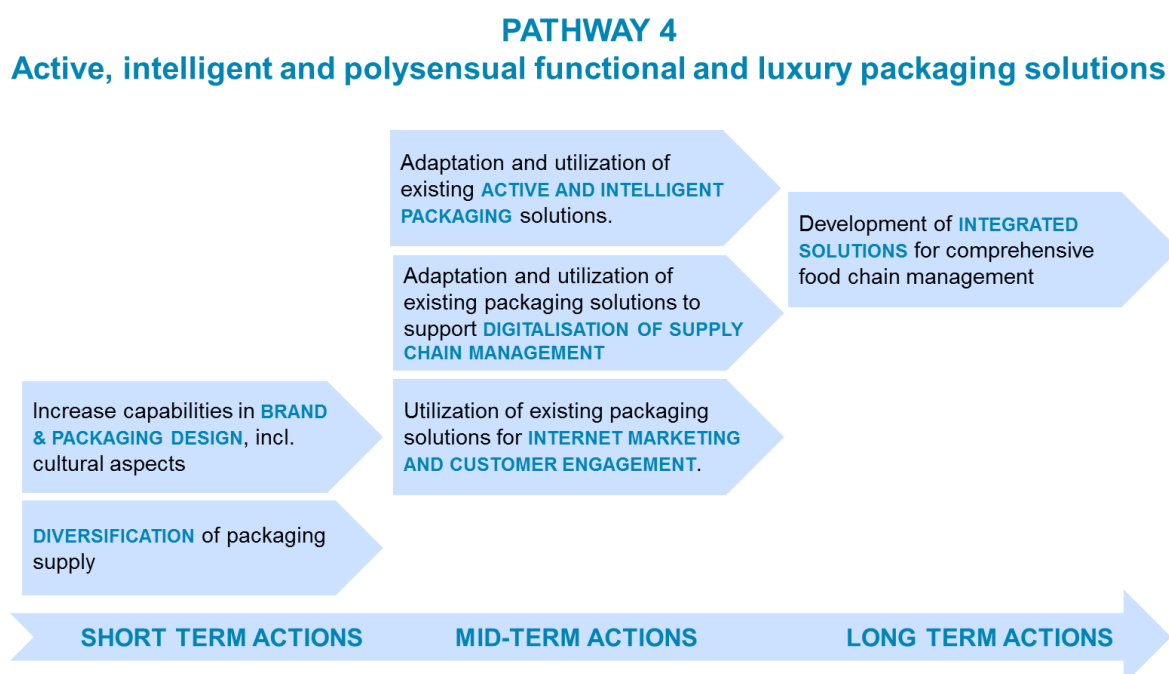 PATHWAY 4
Active, intelligent and polysensual functional and luxury packaging solutions
Adaptation and utilization of
existing ACTIVE AND INTELLIGENT
PACKAGING solutions.
Development of INTEGRATED
SOLUTIONS for comprehensive
food chain management
Adaptation and utilization of
existing packaging solutions to
support DIGITALISATION OF SUPPLY
CHAIN MANAGEMENT
Increase capabilities in BRAND
& PACKAGING DESIGN, incl.
cultural aspects
Utilization of existing packaging
solutions for INTERNET MARKETING
AND CUSTOMER ENGAGEMENT.
DIVERSIFICATION of packaging
supply
SHORT TERM ACTIONS
MID-TERM ACTIONS
LONG TERM ACTIONS